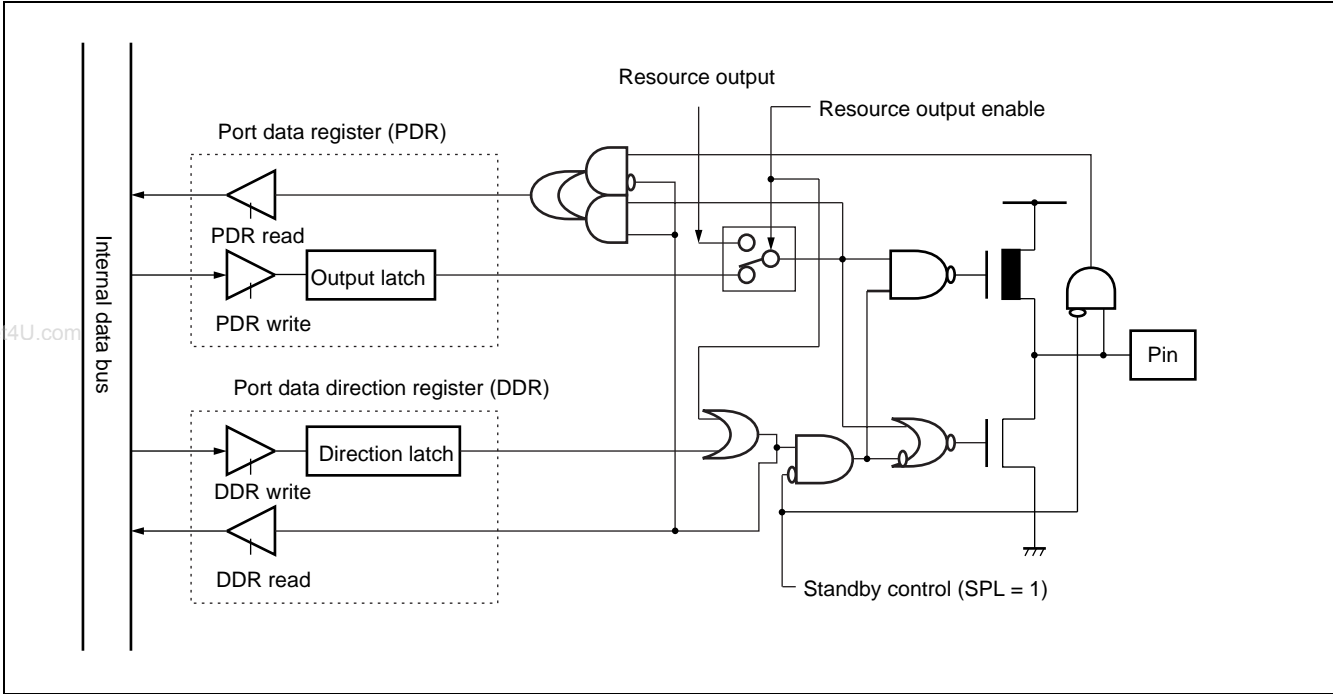 Resource output
Resource output enable
Port data register (PDR)
PDR read
Output latch
PDR write
Internal data bus
t4U.com
Pin
Port data direction register (DDR)
Direction latch
DDR write
DDR read
Standby control (SPL = 1)